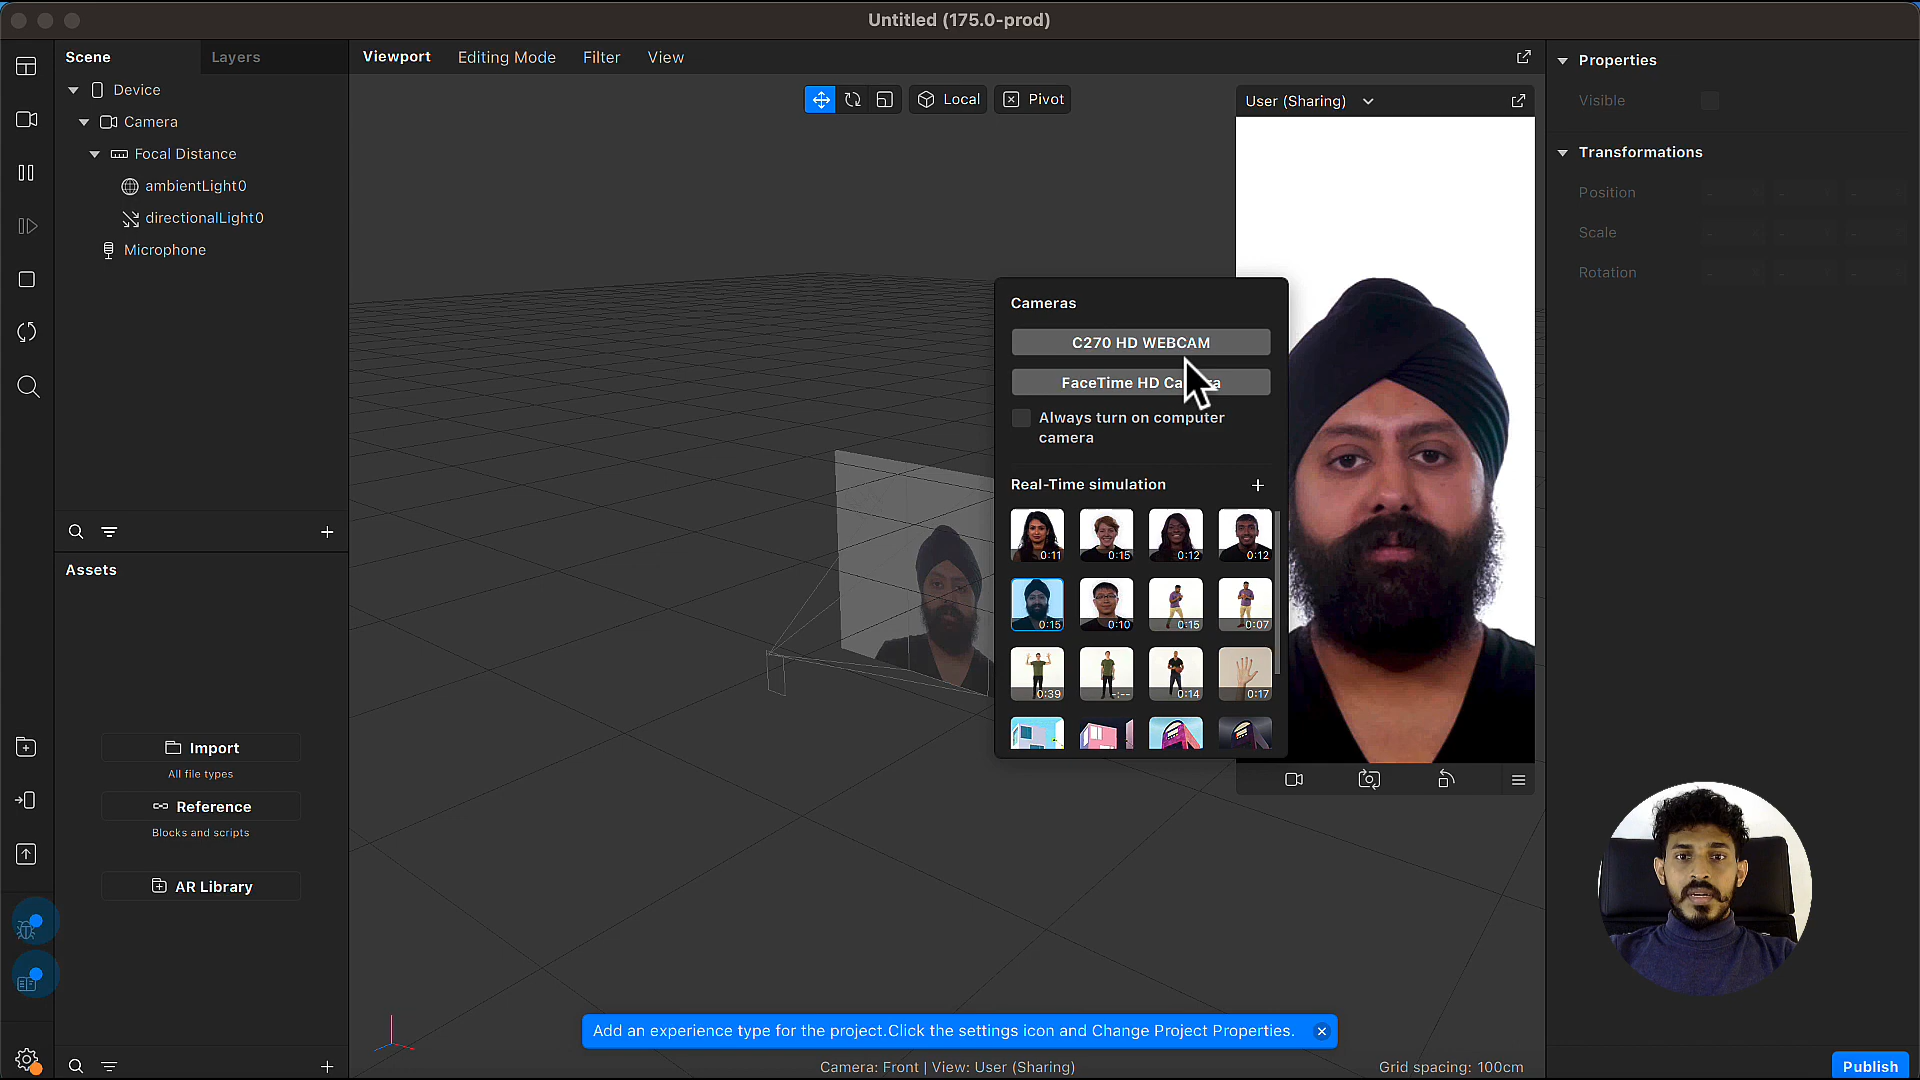 Untitled (175.0-prod)
Scene
Layers
Device
Camera
Focal Distance
ambientLight0
directionalLight0
Microphone
Assets
Import
All file types
Reference
Blocks and scripts
AR Library
Viewport
Editing Mode
Filter
View
Local
Pivot
User (Sharing)
Cameras
C270 HD WEBCAM
FaceTime HD Ca a
Always turn on computer
camera
Real-Time simulation
0:11
0:15
0:12
0:12
0:15
0:10
0:15
0:07
0:39
-:--
0:14
0:17
Add an experience type for the project.Click the settings icon and Change Project Properties.
Camera: Front | View: User (Sharing)
Grid spacing: 100cm
Properties
Visible
Transformations
Position
Scale
Rotation
Publish